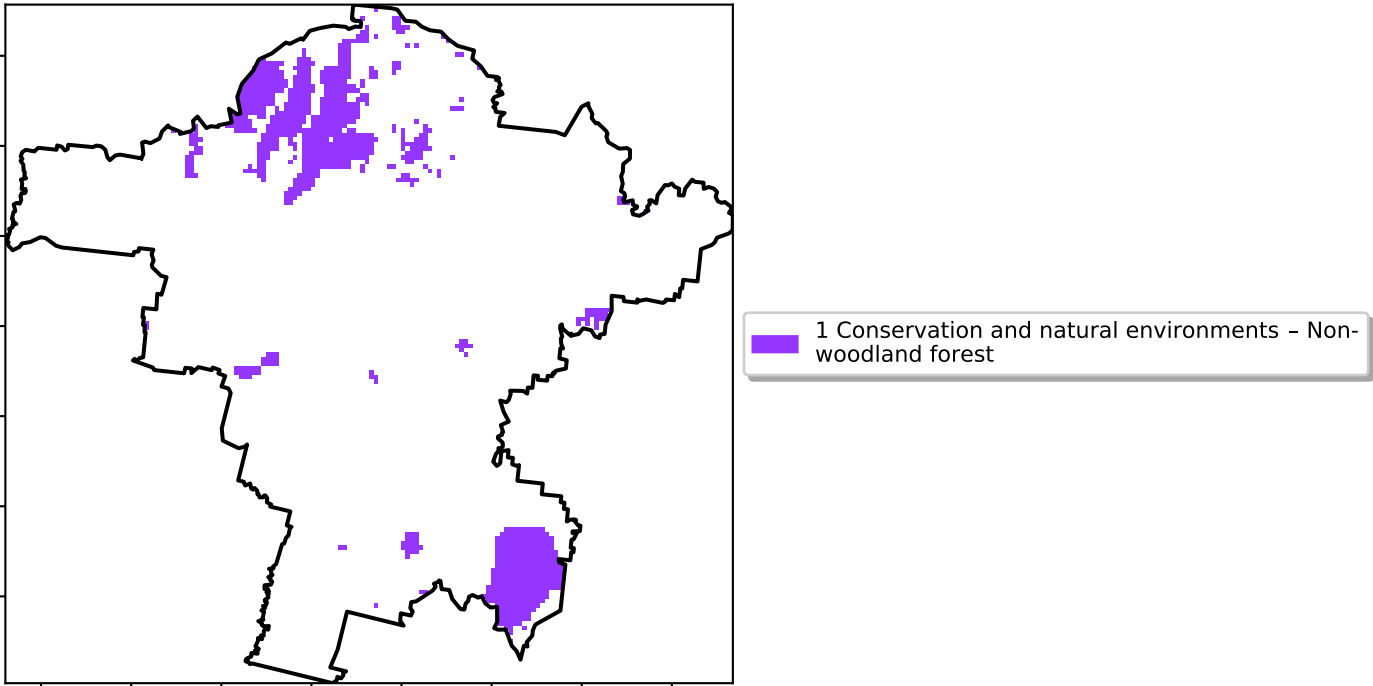 1 Conservation and natural environments – Non-
woodland forest